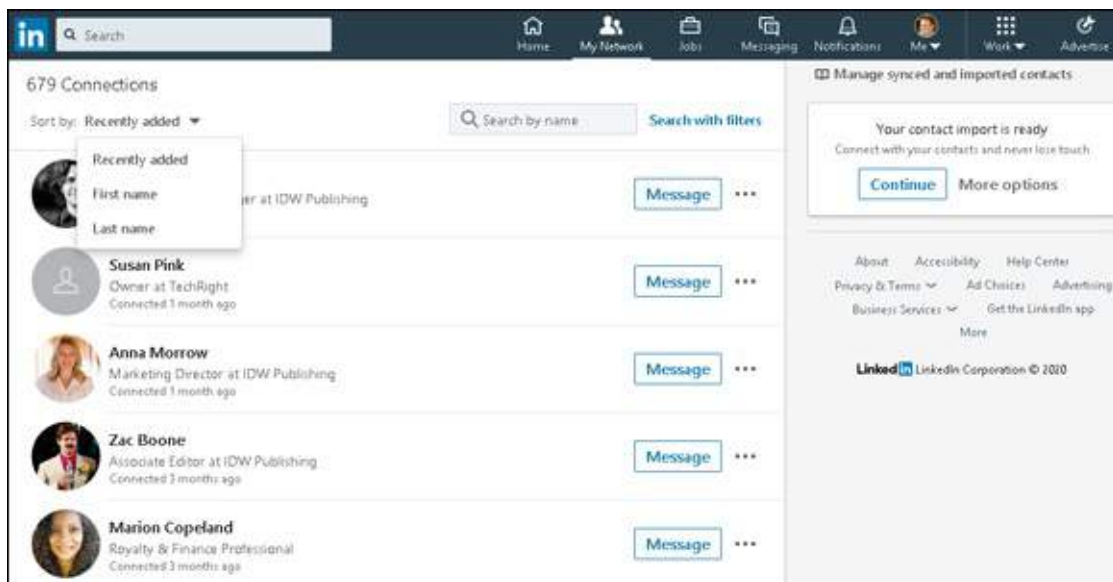 in
Search
Home
My Network
Jobs
Messaging
Notifications
Me
Work
Advertise
679 Connections
Sort by: Recently added
Search by name
Search with filters
Recently added
First name
Last name
at IDW Publishing
Message
Susan Pink
Owner at TechRight
Connected 1 month ago
Message
Anna Morrow
Marketing Director at IDW Publishing
Connected 1 month ago
Message
Zac Boone
Associate Editor at IDW Publishing
Connected 3 months ago
Message
Marion Copeland
Royalty & Finance Professional
Connected 3 months ago
Message
Manage synced and imported contacts
Your contact import is ready
Connect with your contacts and never lose touch
Continue
More options
About Accessibility Help Center
Privacy & Terms Ad Choices Advertising
Business Services Get the LinkedIn app
More
Linked in LinkedIn Corporation © 2020